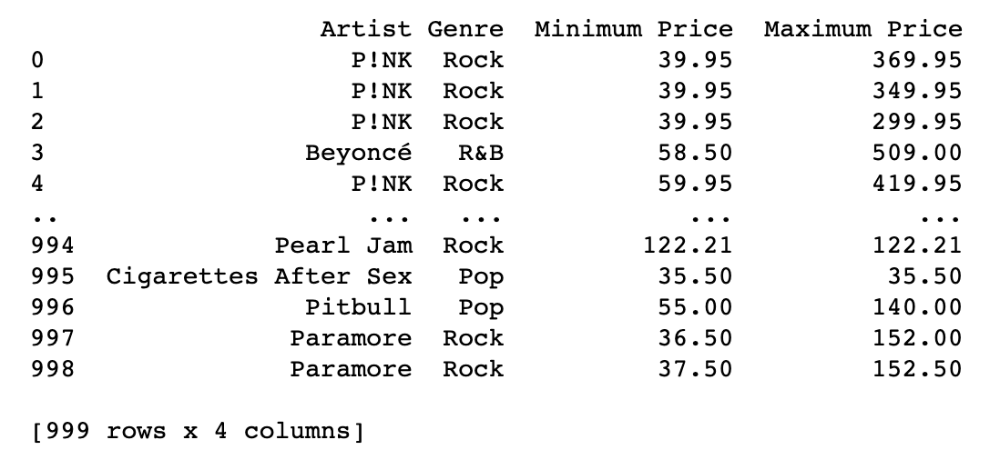 Artist Genre Minimum Price Maximum Price
0 P!NK Rock 39.95 369.95
1 P!NK Rock 39.95 349.95
2 P!NK Rock 39.95 299.95
3 Beyoncé R&B 58.50 509.00
4 P!NK Rock 59.95 419.95
.. ... ... ... ...
994 Pearl Jam Rock 122.21 122.21
995 Cigarettes After Sex Pop 35.50 35.50
996 Pitbull Pop 55.00 140.00
997 Paramore Rock 36.50 152.00
998 Paramore Rock 37.50 152.50
[999 rows x 4 columns]